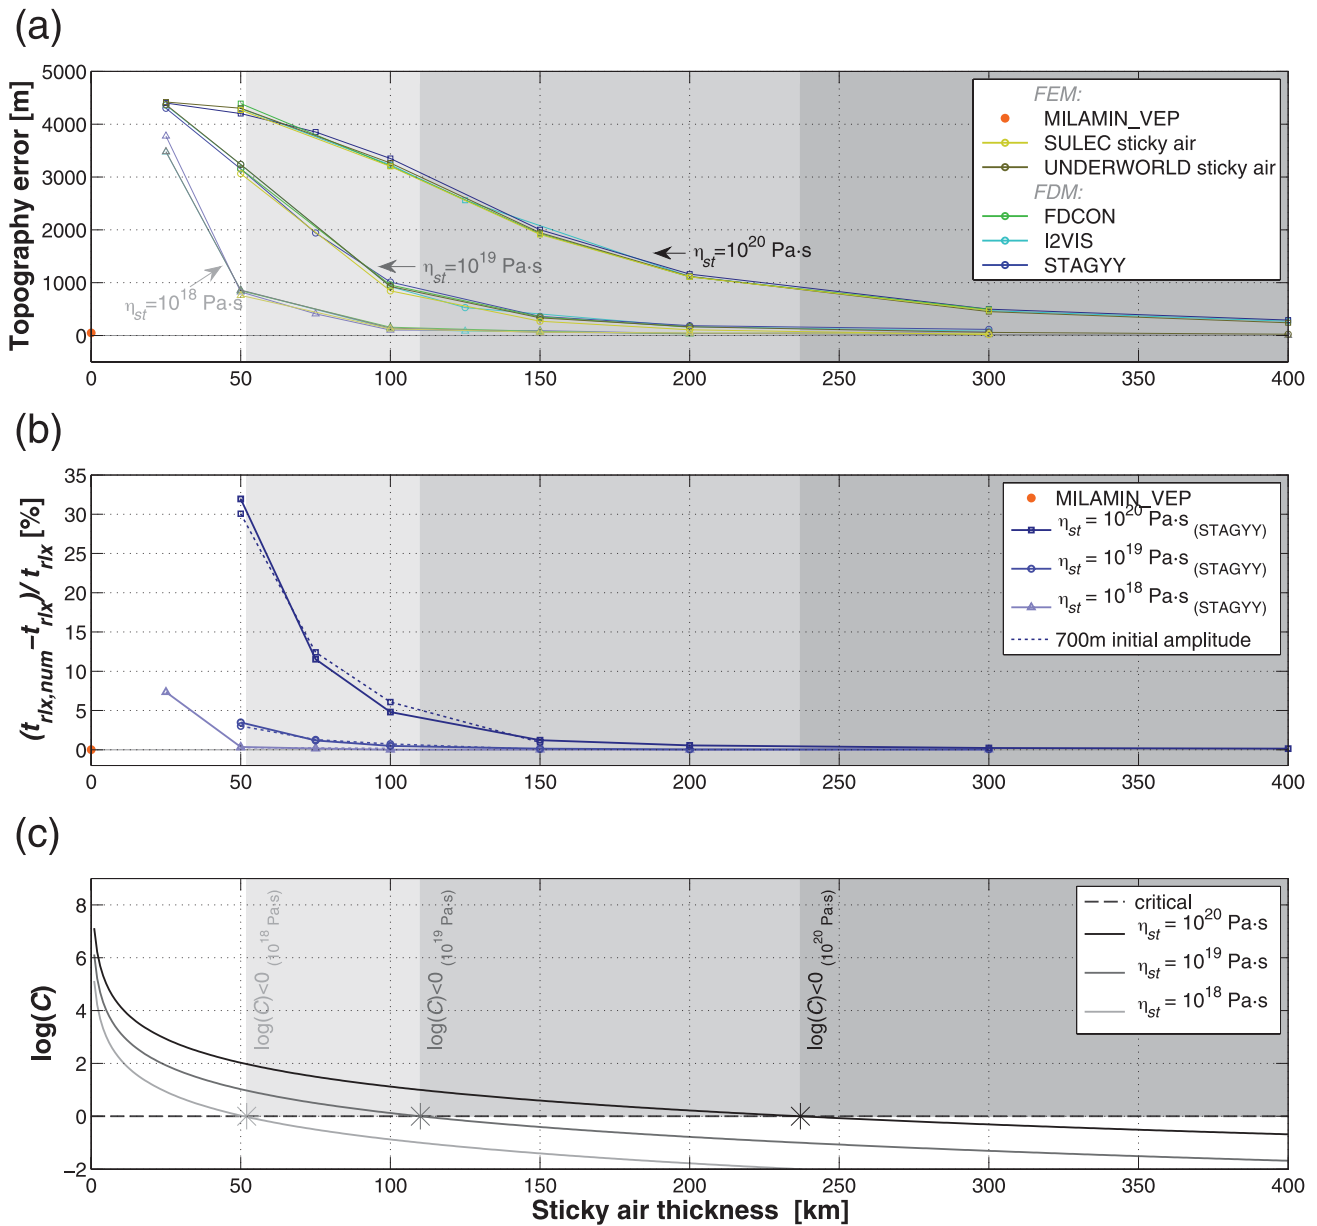 (a)
Topography error [m]
5000
4000
3000
2000
1000
0
FEM:
MILAMIN_VEP
SULEC sticky air
UNDERWORLD sticky air
FDM:
FDCON
I2VIS
STAGYY
η_st=10^20 Pa·s
η_st=10^19 Pa·s
η_st=10^18 Pa·s
0 50 100 150 200 250 300 350 400
(b)
(t_rlx,num−t_rlx)/ t_rlx [%]
35
30
25
20
15
10
5
0
MILAMIN_VEP
η_st = 10^20 Pa·s (STAGYY)
η_st = 10^19 Pa·s (STAGYY)
η_st = 10^18 Pa·s (STAGYY)
700m initial amplitude
0 50 100 150 200 250 300 350 400
(c)
log(C)
8
6
4
2
0
−2
log(C)<0 (10^18 Pa·s)
log(C)<0 (10^19 Pa·s)
log(C)<0 (10^20 Pa·s)
critical
η_st = 10^20 Pa·s
η_st = 10^19 Pa·s
η_st = 10^18 Pa·s
0 50 100 150 200 250 300 350 400
Sticky air thickness [km]